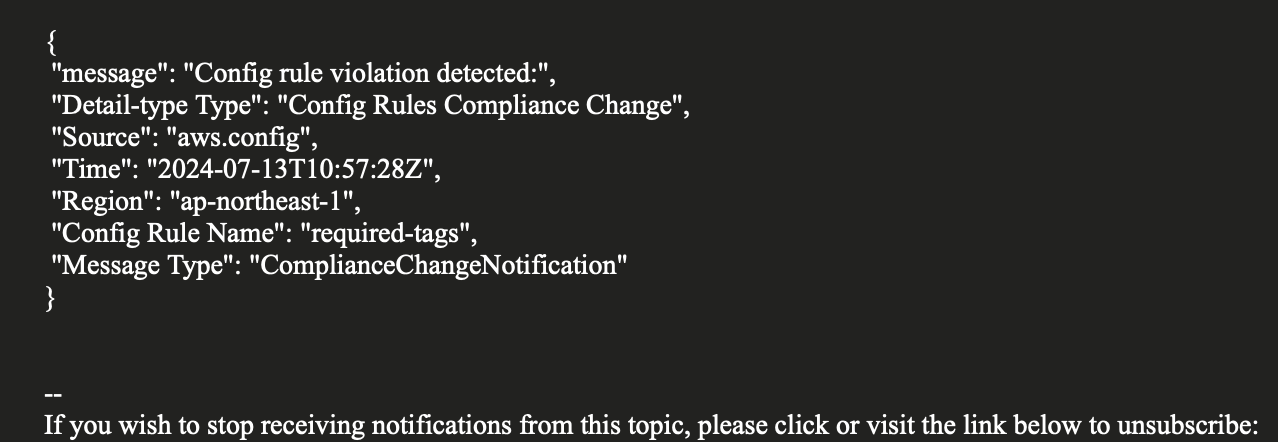 {
"message": "Config rule violation detected:",
"Detail-type Type": "Config Rules Compliance Change",
"Source": "aws.config",
"Time": "2024-07-13T10:57:28Z",
"Region": "ap-northeast-1",
"Config Rule Name": "required-tags",
"Message Type": "ComplianceChangeNotification"
}
--
If you wish to stop receiving notifications from this topic, please click or visit the link below to unsubscribe: